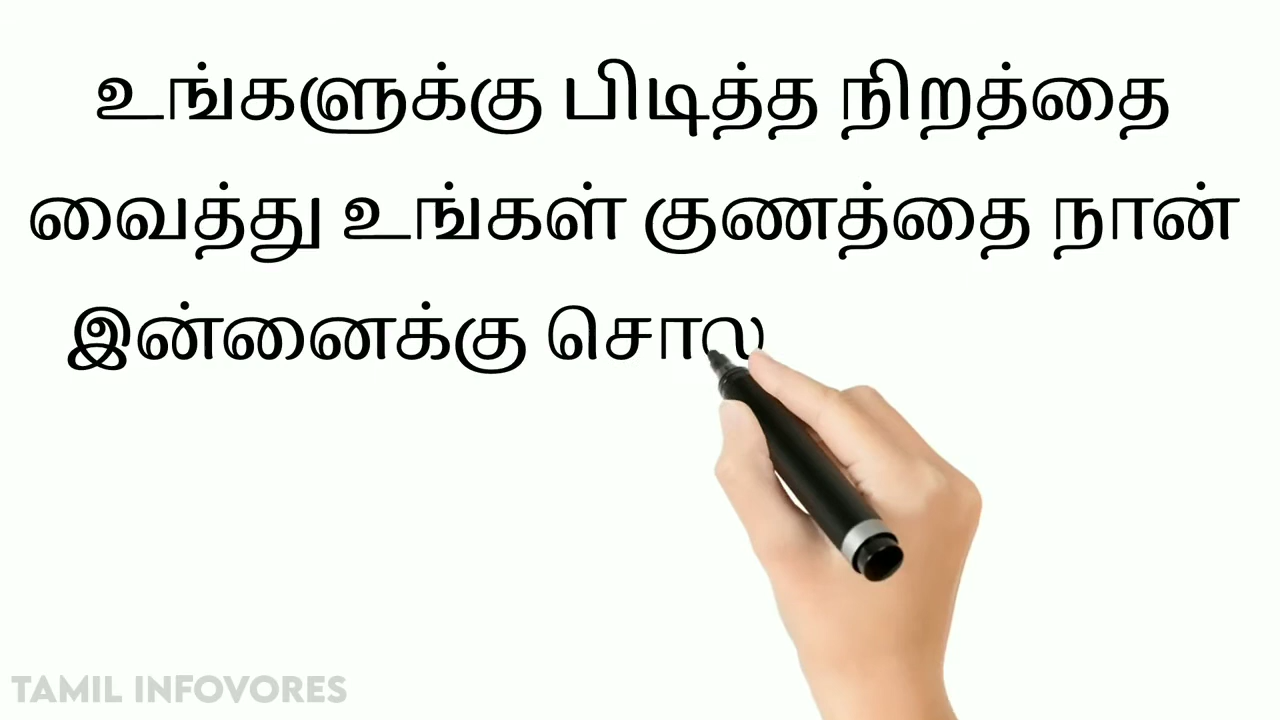 உங்களுக்கு பிடித்த நிறத்தை
வைத்து உங்கள் குணத்தை நான்
இன்னைக்கு சொல
TAMIL INFOVORES